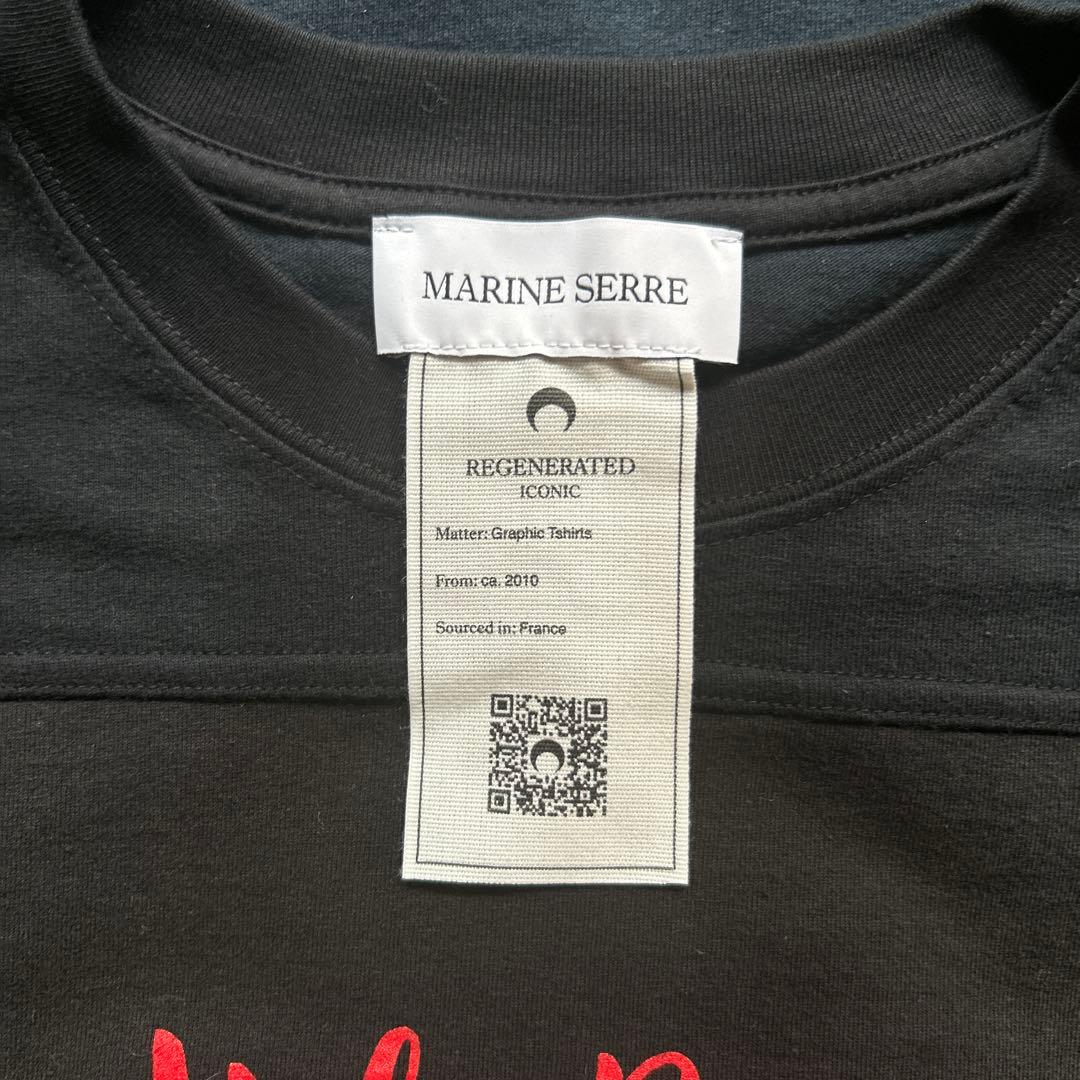 MARINE SERRE
REGENERATED
ICONIC
Matter: Graphic Tshirts
From: ca. 2010
Sourced in: France